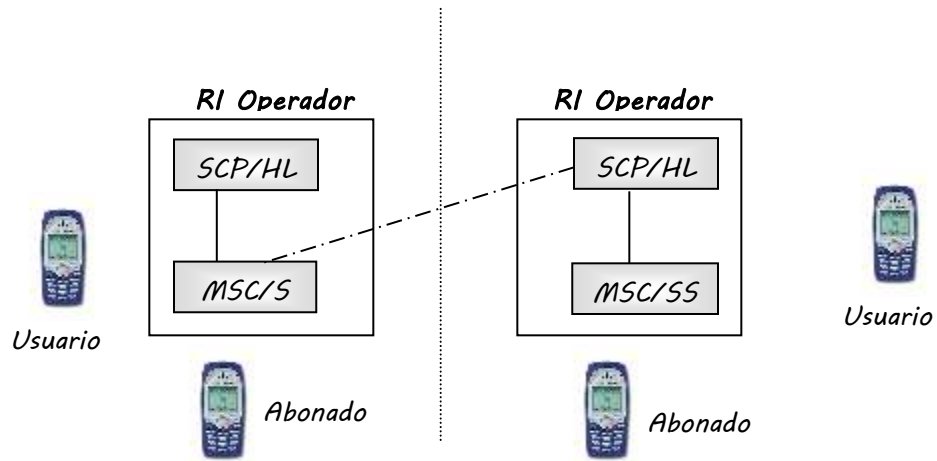 RI Operador
RI Operador
SCP/HL
SCP/HL
MSC/S
MSC/SS
Usuario
Usuario
Abonado
Abonado